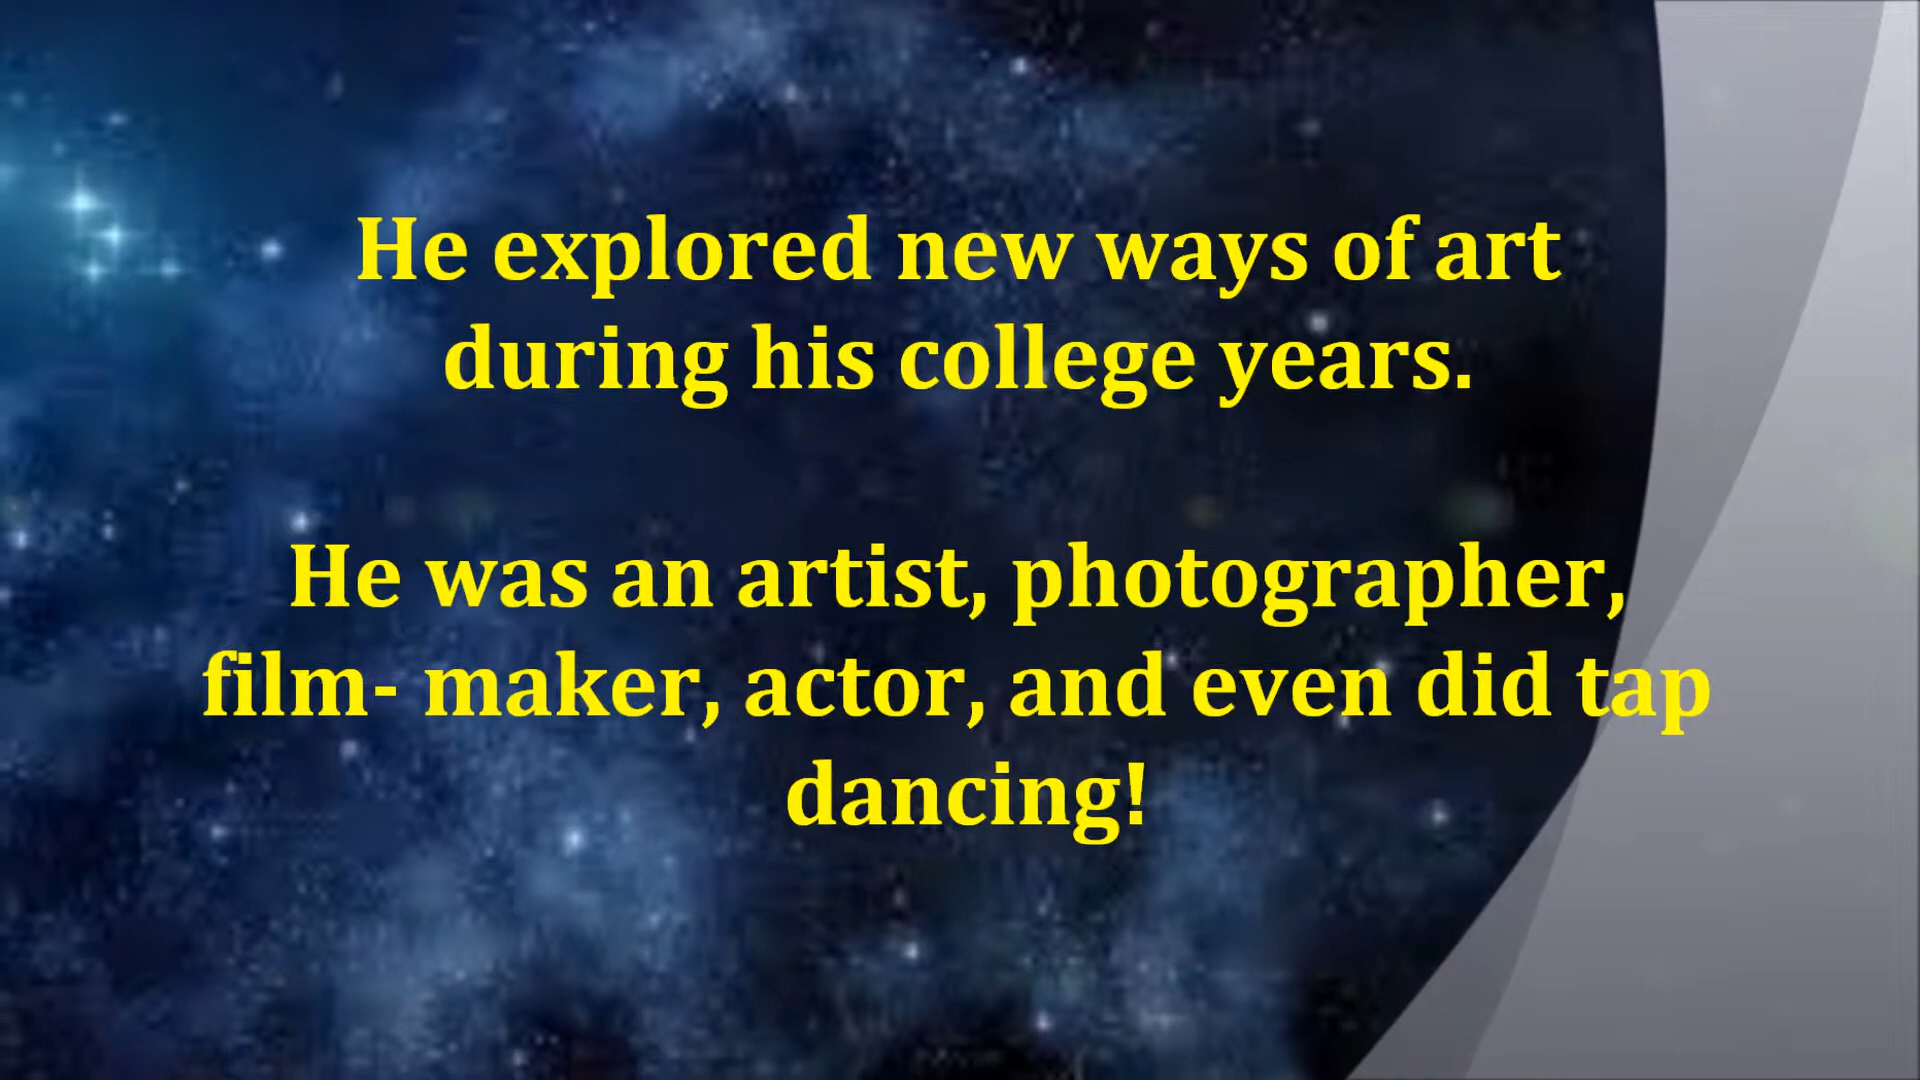 He explored new ways of art
during his college years.
He was an artist, photographer,
film- maker, actor, and even did tap
dancing!